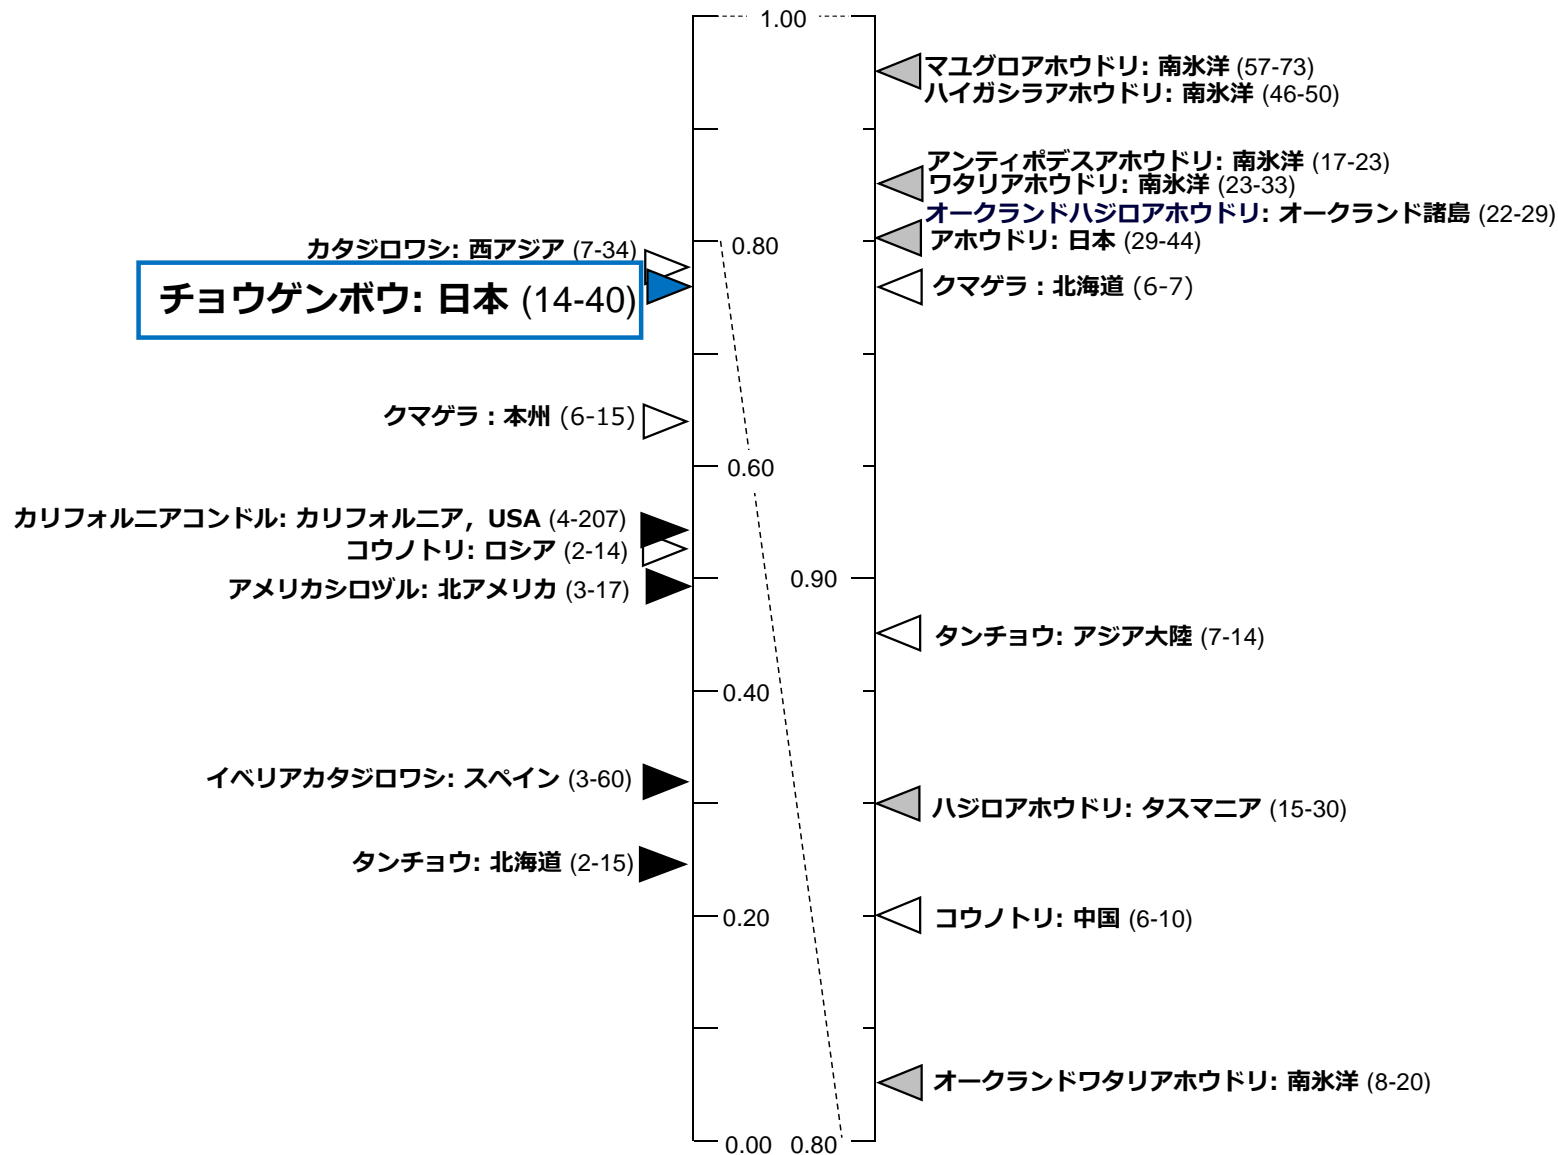 1.00
マユグロアホウドリ: 南氷洋 (57-73)
ハイガシラアホウドリ: 南氷洋 (46-50)
アンティポデスアホウドリ: 南氷洋 (17-23)
ワタリアホウドリ: 南氷洋 (23-33)
オークランドハジロアホウドリ: オークランド諸島 (22-29)
アホウドリ: 日本 (29-44)
カタジロワシ: 西アジア (7-34)
0.80
チョウゲンボウ: 日本 (14-40)
クマゲラ : 北海道 (6-7)
クマゲラ : 本州 (6-15)
0.60
カリフォルニアコンドル: カリフォルニア, USA (4-207)
コウノトリ: ロシア (2-14)
アメリカシロヅル: 北アメリカ (3-17)
0.90
タンチョウ: アジア大陸 (7-14)
0.40
イベリアカタジロワシ: スペイン (3-60)
ハジロアホウドリ: タスマニア (15-30)
タンチョウ: 北海道 (2-15)
0.20
コウノトリ: 中国 (6-10)
オークランドワタリアホウドリ: 南氷洋 (8-20)
0.00 0.80